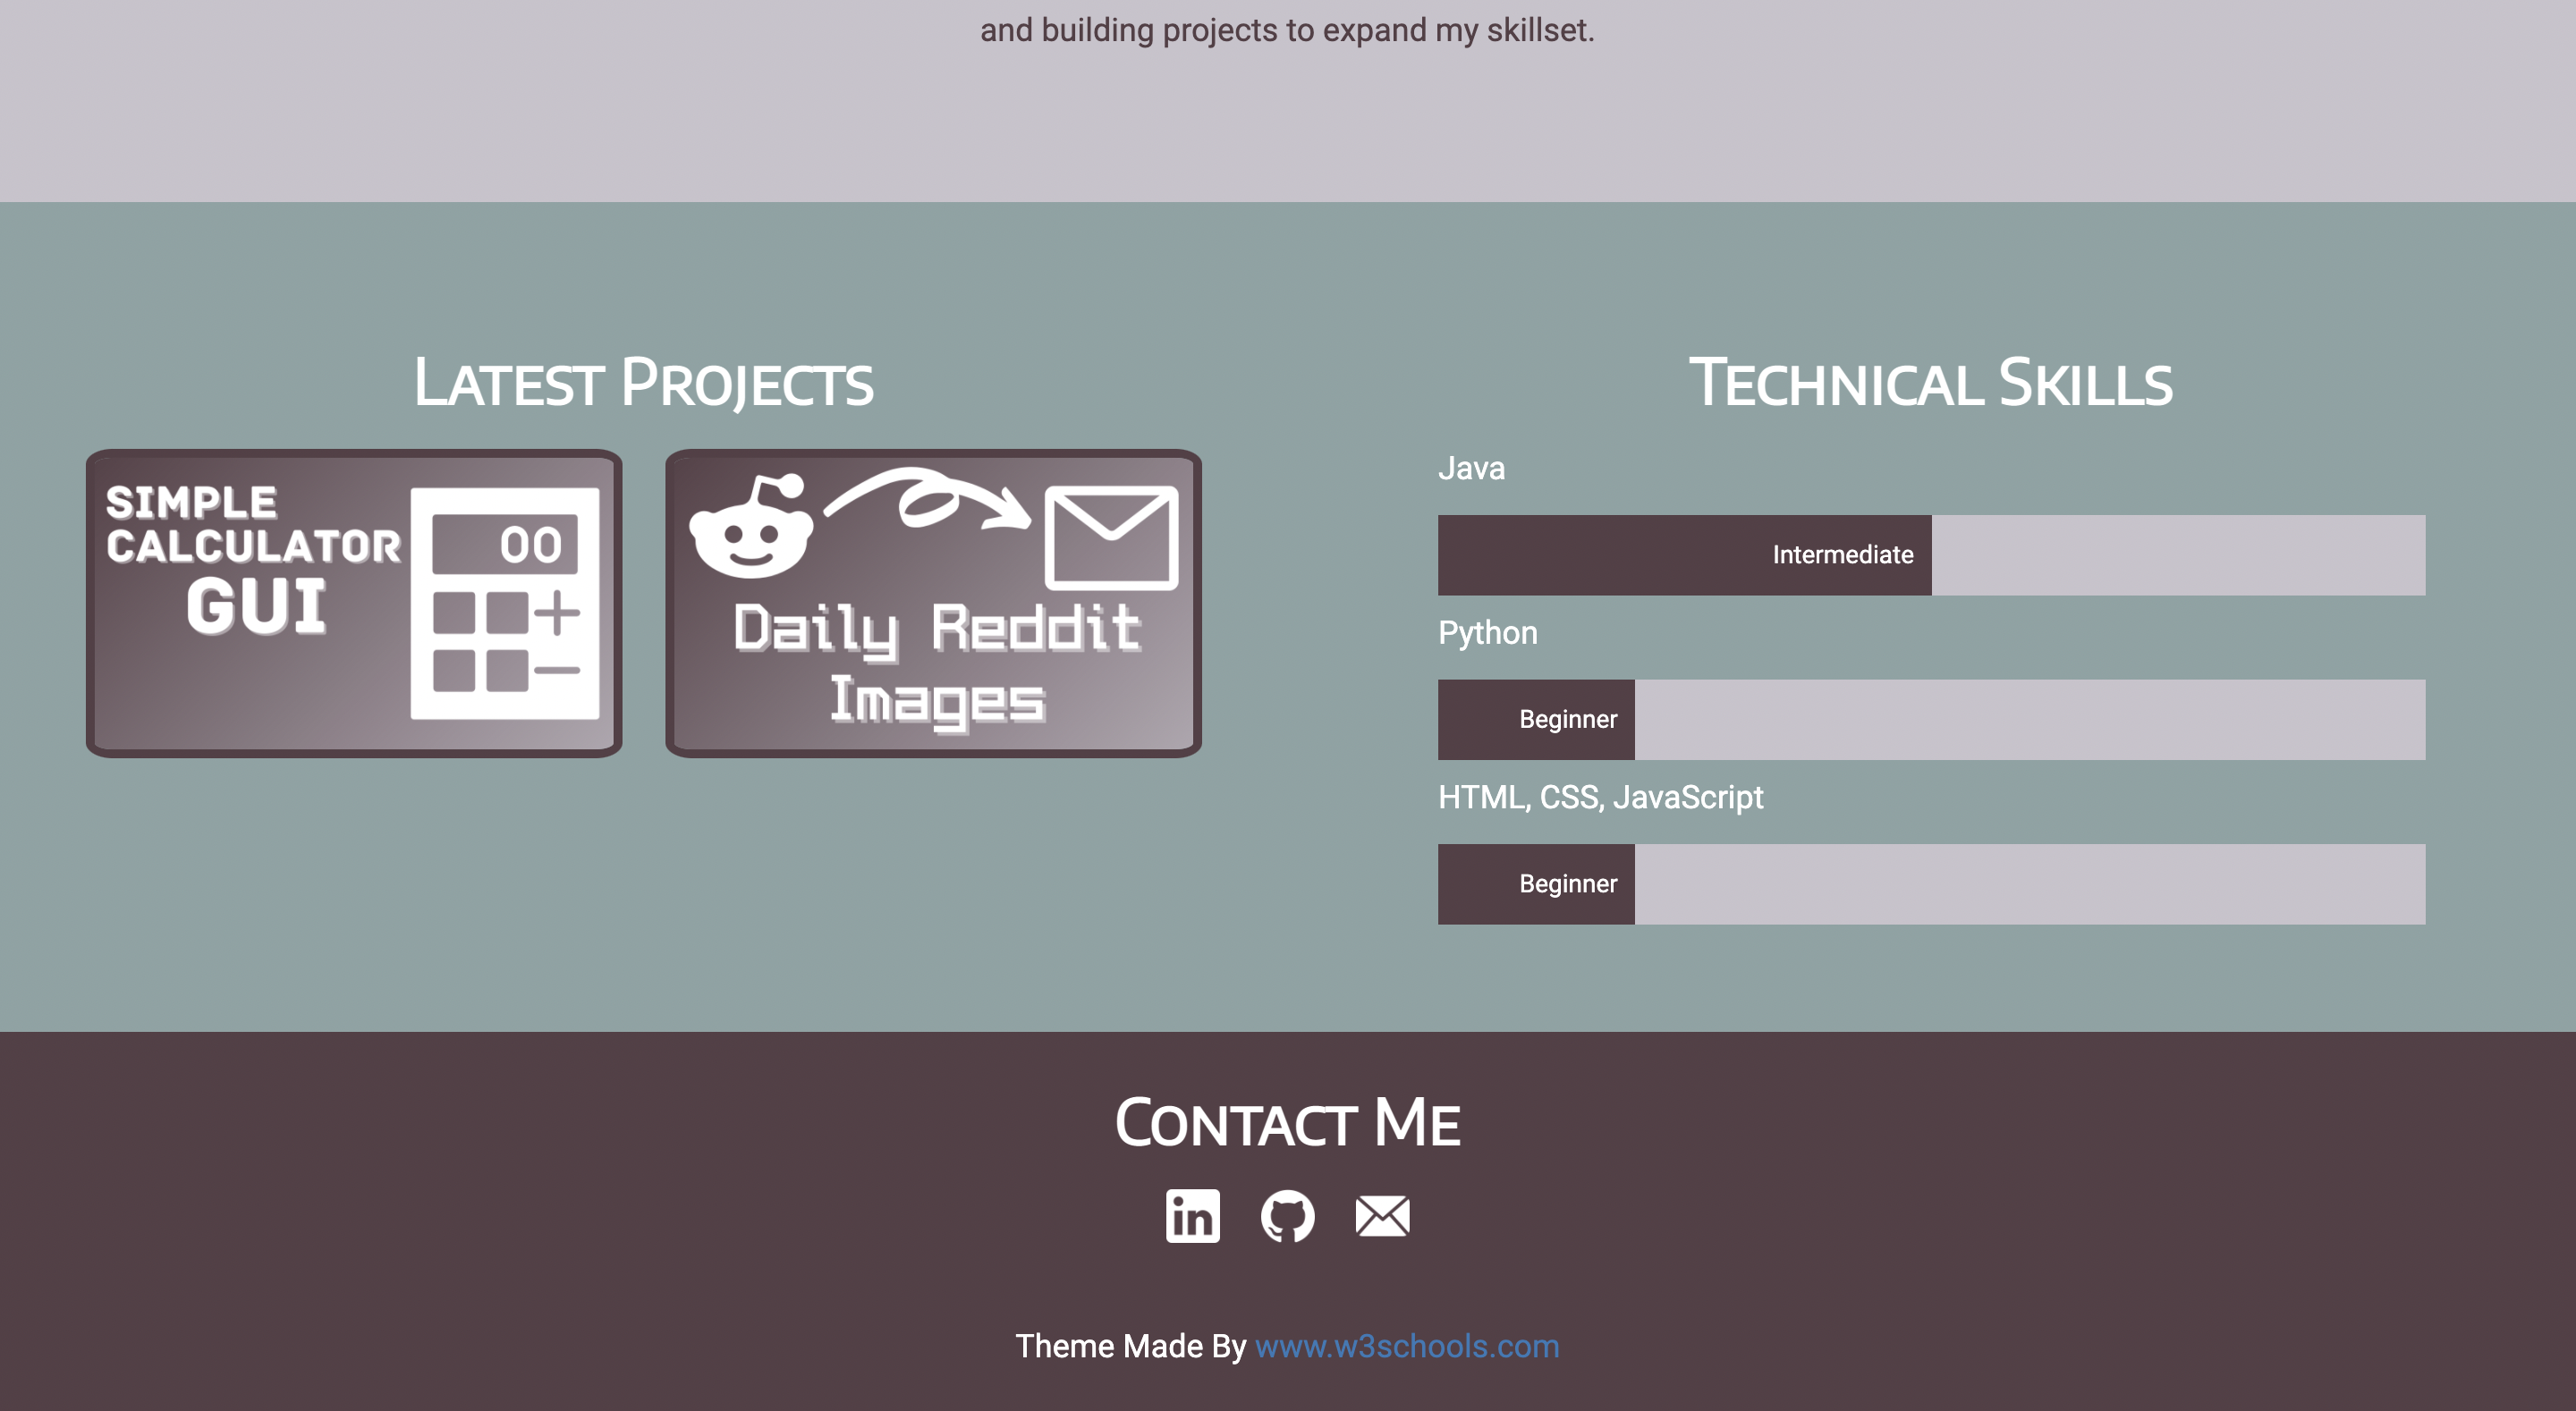 and building projects to expand my skillset.
Latest Projects
SIMPLE
CALCULATOR
GUI
00
Daily Reddit
Images
Technical Skills
Java
Intermediate
Python
Beginner
HTML, CSS, JavaScript
Beginner
Contact Me
in
Theme Made By www.w3schools.com